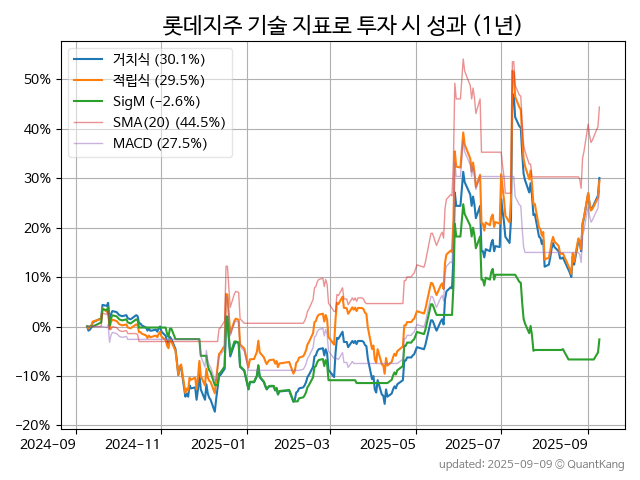 롯데지주 기술 지표로 투자 시 성과 (1년)
거치식 (30.1%)
적립식 (29.5%)
SigM (-2.6%)
SMA(20) (44.5%)
MACD (27.5%)
50%
40%
30%
20%
10%
0%
-10%
-20%
2024-09 2024-11 2025-01 2025-03 2025-05 2025-07 2025-09
updated: 2025-09-09 © QuantKang